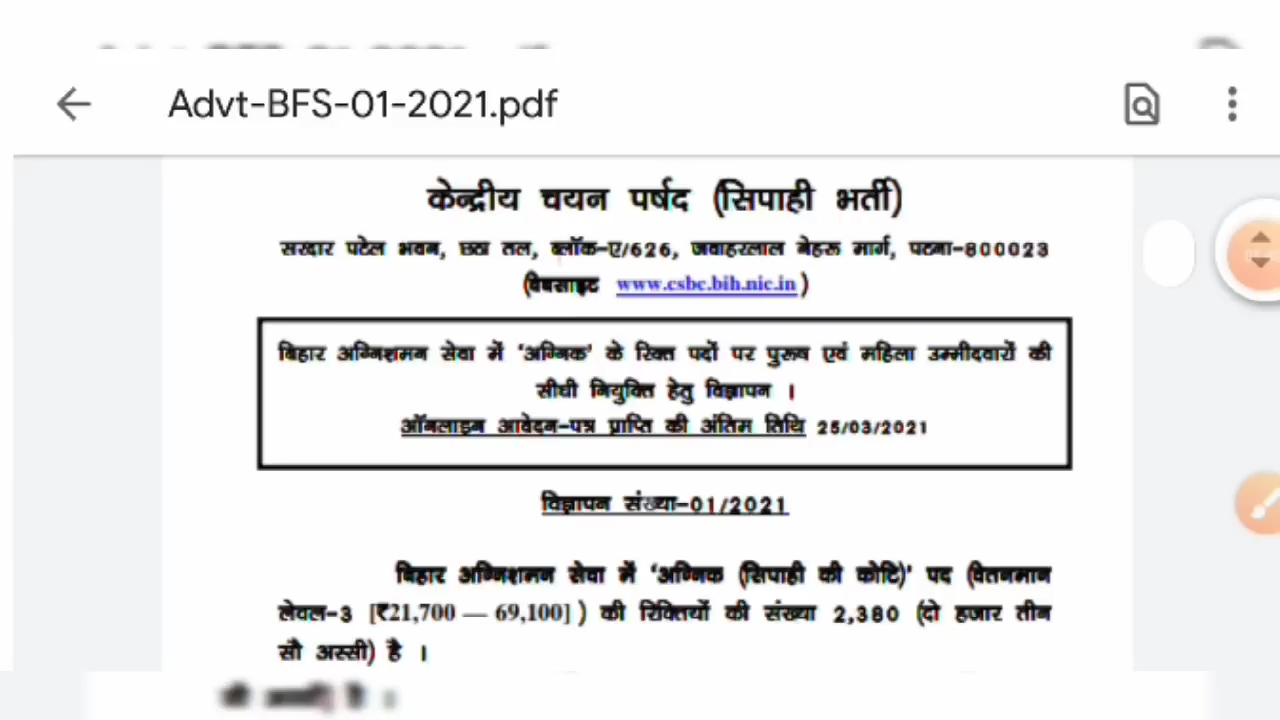 Advt-BFS-01-2021.pdf
केन्द्रीय चयन पर्षद (सिपाही भर्ती)
सरदार पटेल भवन, छठा तल, ब्लॉक-ए/626, जवाहरलाल नेहरू मार्ग, पटना-800023
(वेबसाइट www.csbc.bih.nic.in)
बिहार अग्निशमन सेवा में 'अग्निक' के रिक्त पदों पर पुरूष एवं महिला उम्मीदवारों की
सीधी नियुक्ति हेतु विज्ञापन ।
ऑनलाइन आवेदन-पत्र प्राप्ति की अंतिम तिथि 25/03/2021
विज्ञापन संख्या-01/2021
बिहार अग्निशमन सेवा में 'अग्निक (सिपाही की कोटि)' पद (वेतनमान
लेवल-3 [₹21,700 — 69,100] ) की रिक्तियों की संख्या 2,380 (दो हजार तीन
सौ अस्सी) है ।